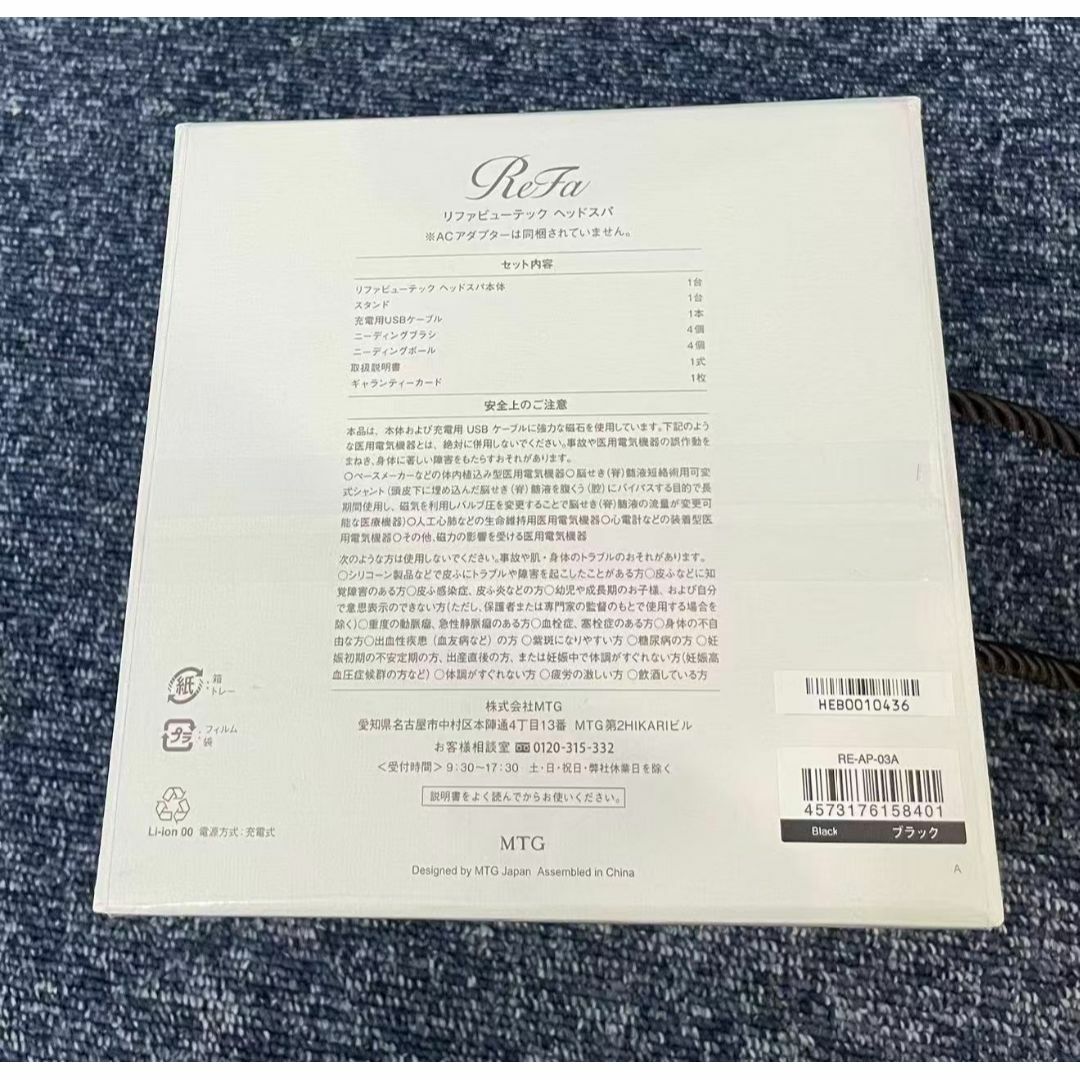 ReFa
リファビューテック ヘッドスパ
※ACアダプターは同梱されていません。
セット内容
リファビューテック ヘッドスパ本体 1台
スタンド 1台
充電用USBケーブル 1本
ニーディングブラシ 4個
ニーディングボール 4個
取扱説明書 1式
ギャランティーカード 1枚
安全上のご注意
本品は、本体および充電用 USB ケーブルに強力な磁石を使用しています。下記のよう
な医用電気機器とは、絶対に併用しないでください。事故や医用電気機器の誤作動を
まねき、身体に著しい障害をもたらすおそれがあります。
○ペースメーカーなどの体内植込み型医用電気機器○脳せき(脊)髄液短絡術用可変
式シャント(頭皮下に埋め込んだ脳せき(脊)髄液を腹くう(腔)にバイパスする目的で長
期間使用し、磁気を利用しバルブ圧を変更することで脳せき(脊)髄液の流量が変更可
能な医療機器)○人工心肺などの生命維持用医用電気機器○心電計などの装着型医
用電気機器○その他、磁力の影響を受ける医用電気機器
次のような方は使用しないでください。事故や肌・身体のトラブルのおそれがあります。
○シリコーン製品などで皮ふにトラブルや障害を起こしたことがある方○皮ふなどに知
覚障害のある方○皮ふ感染症、皮ふ炎などの方○幼児や成長期のお子様、および自分
で意思表示のできない方(ただし、保護者または専門家の監督のもとで使用する場合を
除く)○重度の動脈瘤、急性静脈瘤のある方○血栓症、塞栓症のある方○身体の不自
由な方○出血性疾患(血友病など)の方○紫斑になりやすい方○糖尿病の方○妊
娠初期の不安定期の方、出産直後の方、または妊娠中で体調がすぐれない方(妊娠高
血圧症候群の方など)○体調がすぐれない方○疲労の激しい方○飲酒している方
株式会社MTG
愛知県名古屋市中村区本陣通4丁目13番 MTG第2HIKARIビル
お客様相談室 0120-315-332
<受付時間> 9:30〜17:30 土・日・祝日・弊社休業日を除く
説明書をよく読んでからお使いください。
MTG
Designed by MTG Japan Assembled in China
紙 :箱
・トレー
プラ :フィルム
袋
Li-ion 00 電源方式:充電式
HEB0010436
RE-AP-03A
4573176158401
Black ブラック
A